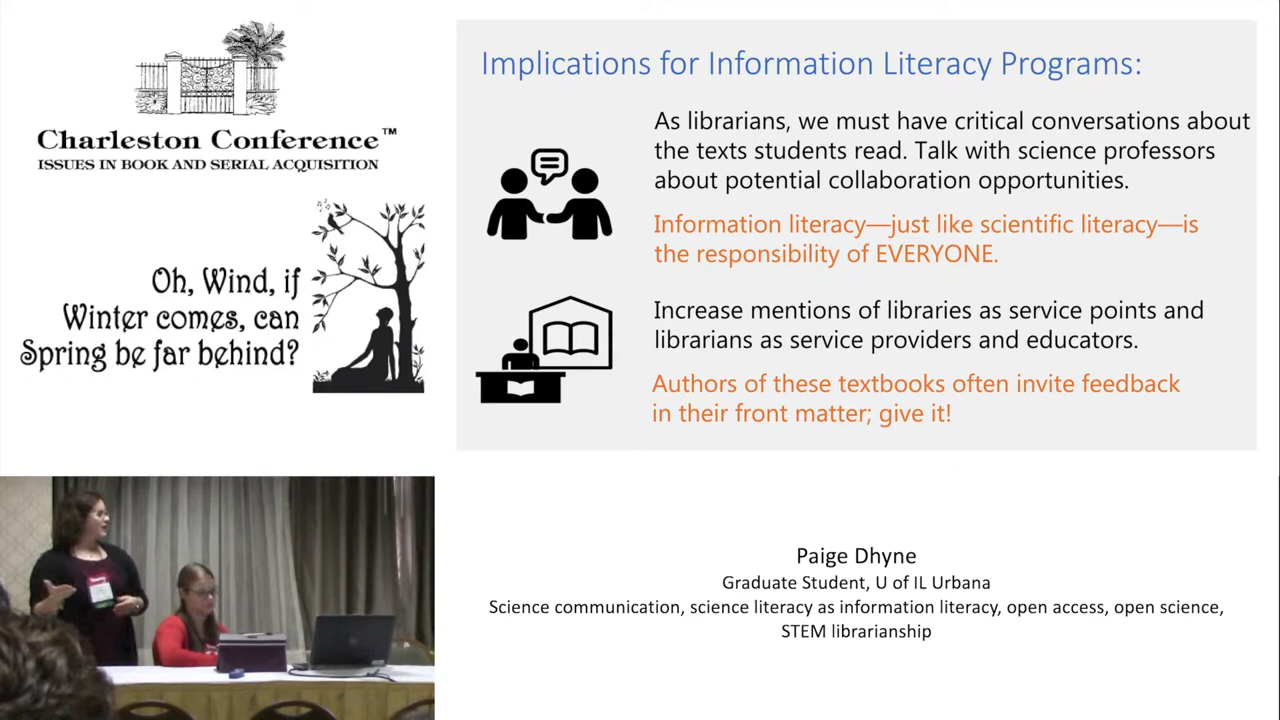 Charleston Conference™
ISSUES IN BOOK AND SERIAL ACQUISITION
Oh, Wind, if
Winter comes, can
Spring be far behind?
Implications for Information Literacy Programs:
As librarians, we must have critical conversations about
the texts students read. Talk with science professors
about potential collaboration opportunities.
Information literacy—just like scientific literacy—is
the responsibility of EVERYONE.
Increase mentions of libraries as service points and
librarians as service providers and educators.
Authors of these textbooks often invite feedback
in their front matter; give it!
Paige Dhyne
Graduate Student, U of IL Urbana
Science communication, science literacy as information literacy, open access, open science,
STEM librarianship